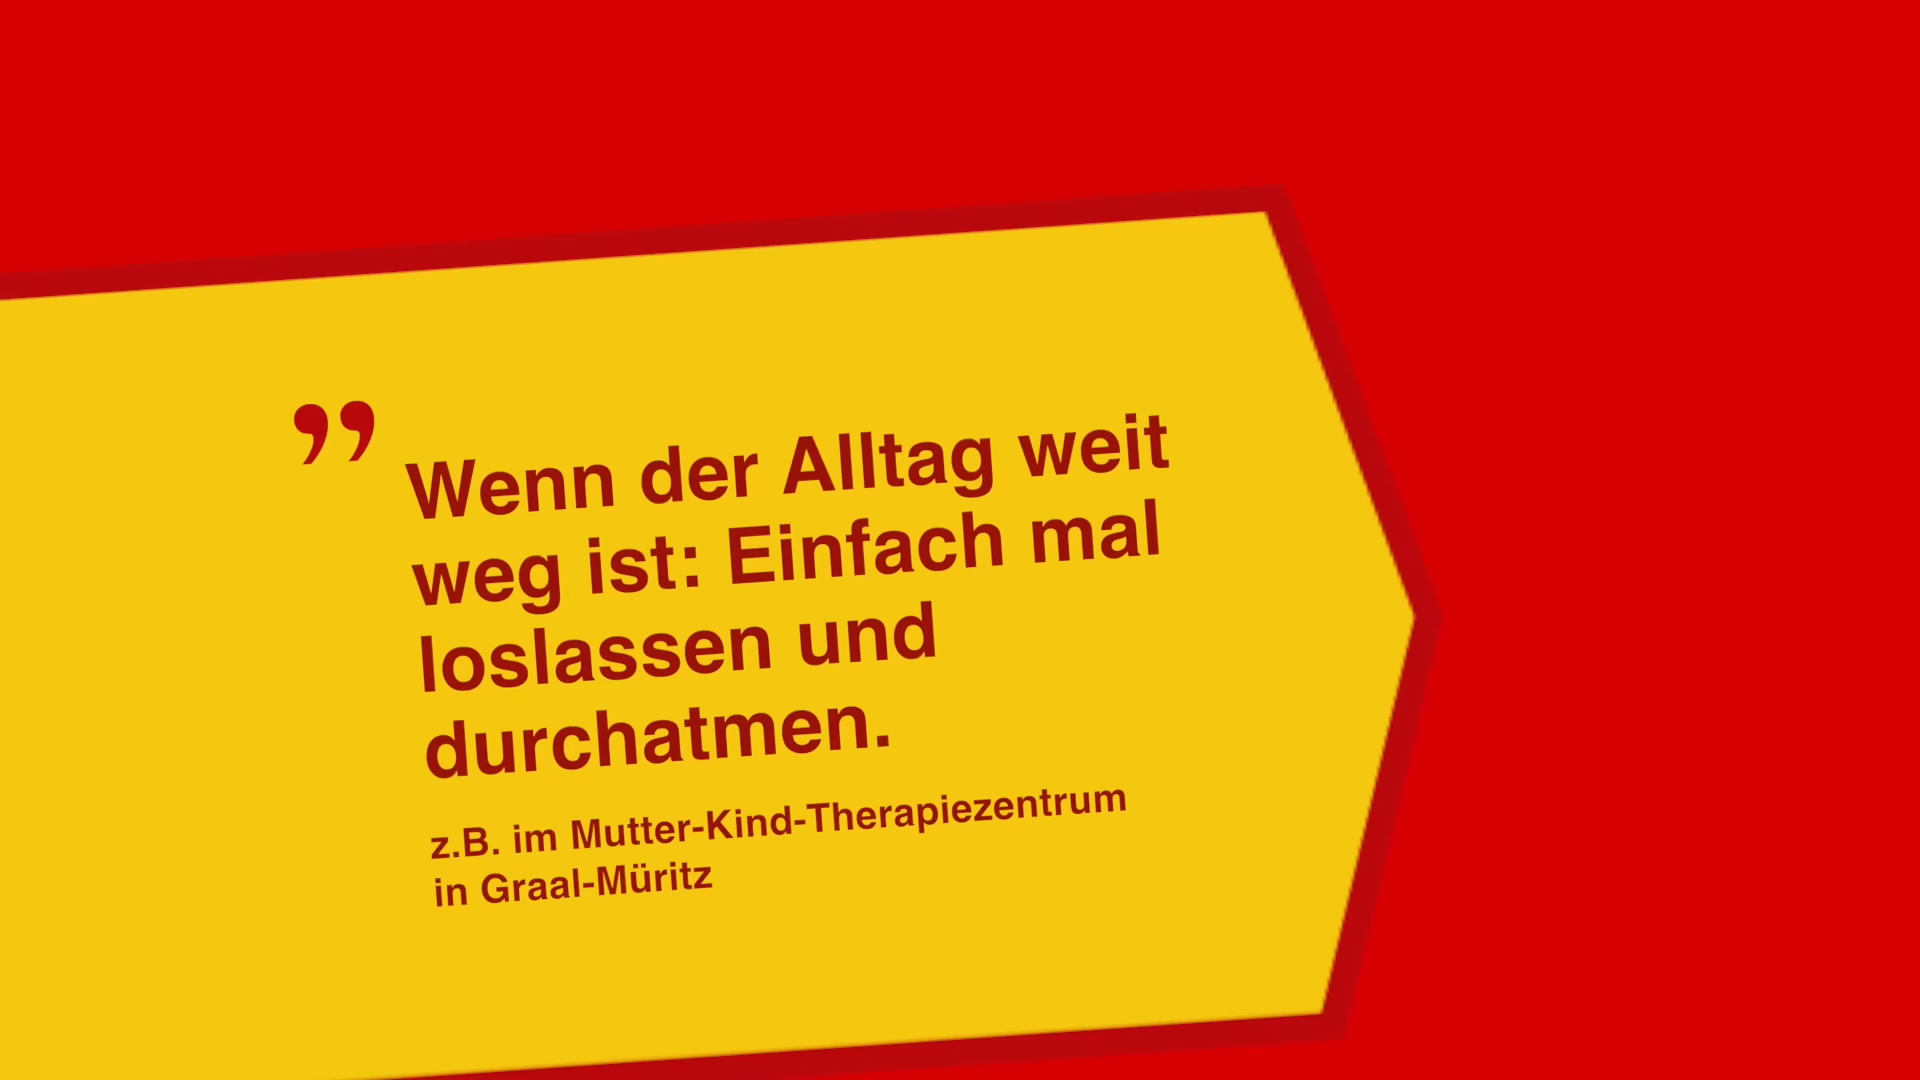 ” Wenn der Alltag weit
weg ist: Einfach mal
loslassen und
durchatmen.
z.B. im Mutter-Kind-Therapiezentrum
in Graal-Müritz